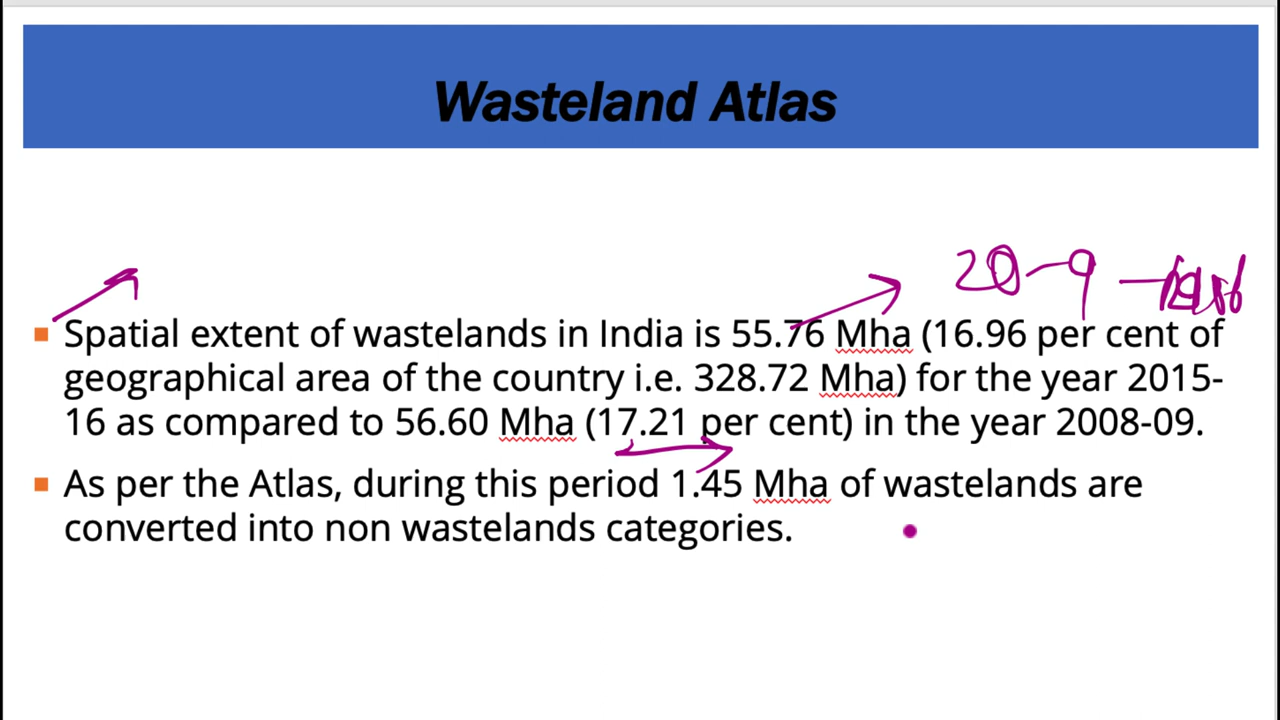 Wasteland Atlas
20-9
Spatial extent of wastelands in India is 55.76 Mha (16.96 per cent of
geographical area of the country i.e. 328.72 Mha) for the year 2015-
16 as compared to 56.60 Mha (17.21 per cent) in the year 2008-09.
As per the Atlas, during this period 1.45 Mha of wastelands are
converted into non wastelands categories.